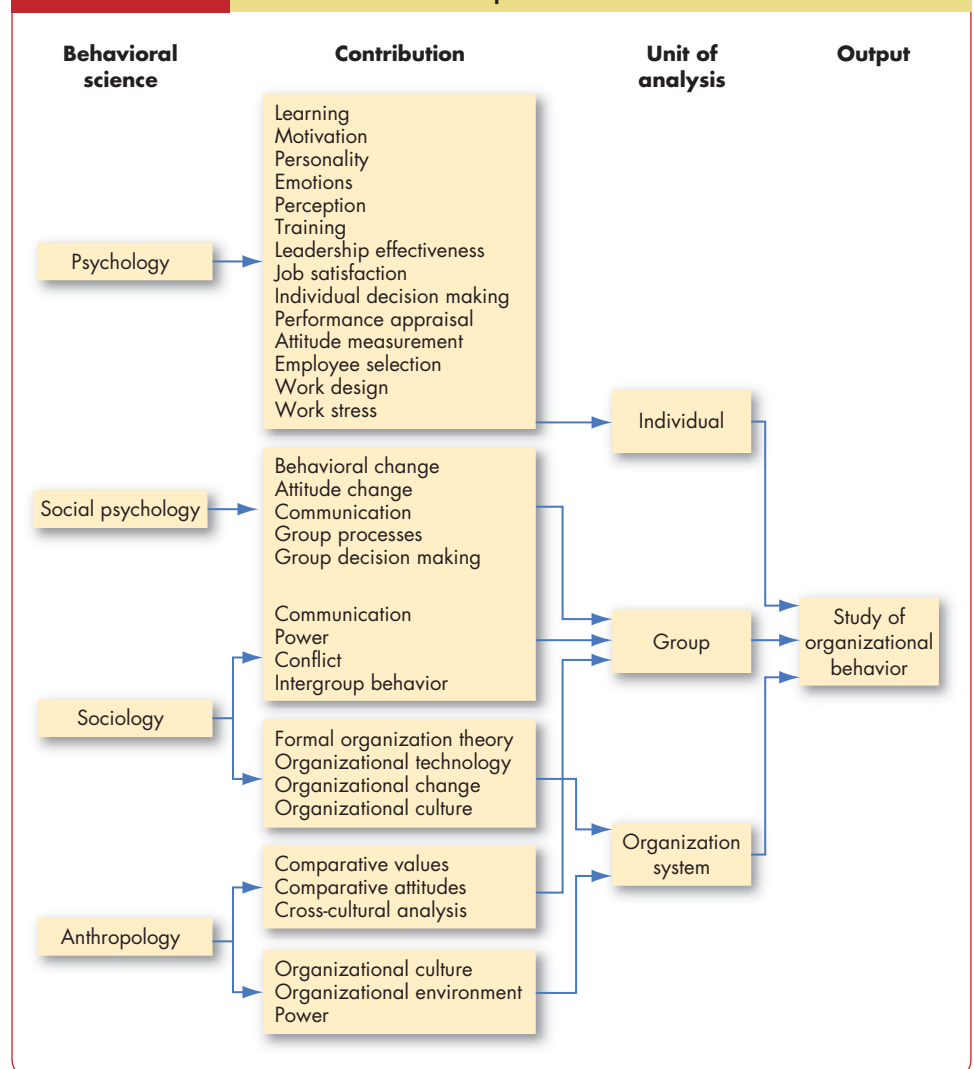 Behavioral
science
Contribution
Unit of
analysis
Output
Psychology
Learning
Motivation
Personality
Emotions
Perception
Training
Leadership effectiveness
Job satisfaction
Individual decision making
Performance appraisal
Attitude measurement
Employee selection
Work design
Work stress
Individual
Social psychology
Behavioral change
Attitude change
Communication
Group processes
Group decision making
Communication
Power
Conflict
Intergroup behavior
Group
Study of
organizational
behavior
Sociology
Formal organization theory
Organizational technology
Organizational change
Organizational culture
Organization
system
Anthropology
Comparative values
Comparative attitudes
Cross-cultural analysis
Organizational culture
Organizational environment
Power